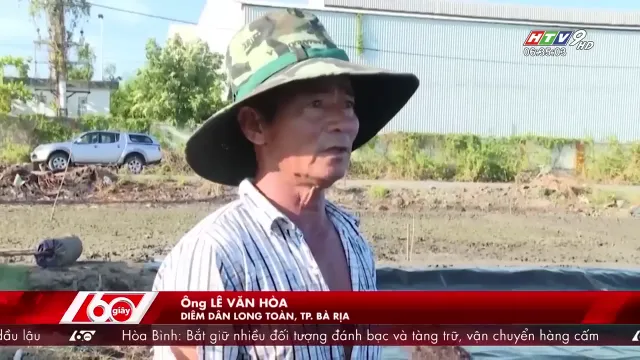 HTV9 HD
06:35:03
Ông LÊ VĂN HÒA
DIÊM DÂN LONG TOÀN, TP. BÀ RỊA
60 giây
dầu lậu Hòa Bình: Bắt giữ nhiều đối tượng đánh bạc và tàng trữ, vận chuyển hàng cấm